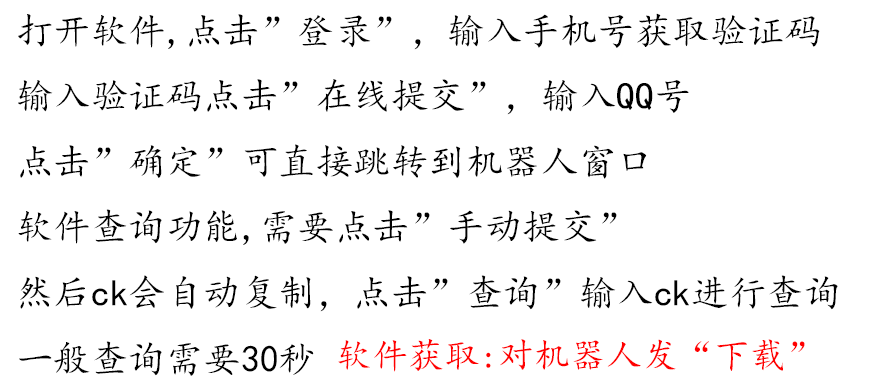 打开软件,点击”登录”，输入手机号获取验证码
输入验证码点击”在线提交”，输入QQ号
点击”确定”可直接跳转到机器人窗口
软件查询功能,需要点击”手动提交”
然后ck会自动复制，点击”查询”输入ck进行查询
一般查询需要30秒 软件获取:对机器人发“下载”